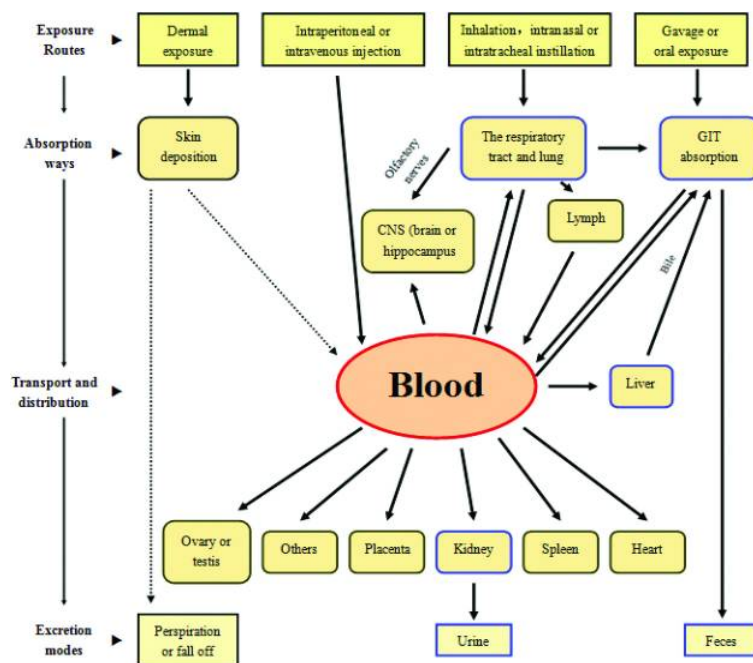 Exposure
Routes
Dermal
exposure
Intraperitoneal or
intravenous injection
Inhalation, intranasal or
intratracheal instillation
Gavage or
oral exposure
Absorption
ways
Skin
deposition
Olfactory
nerves
The respiratory
tract and lung
GIT
absorption
CNS (brain or
hippocampus
Lymph
Bile
Transport and
distribution
Blood
Liver
Ovary or
testis
Others
Placenta
Kidney
Spleen
Heart
Excretion
modes
Perspiration
or fall off
Urine
Feces